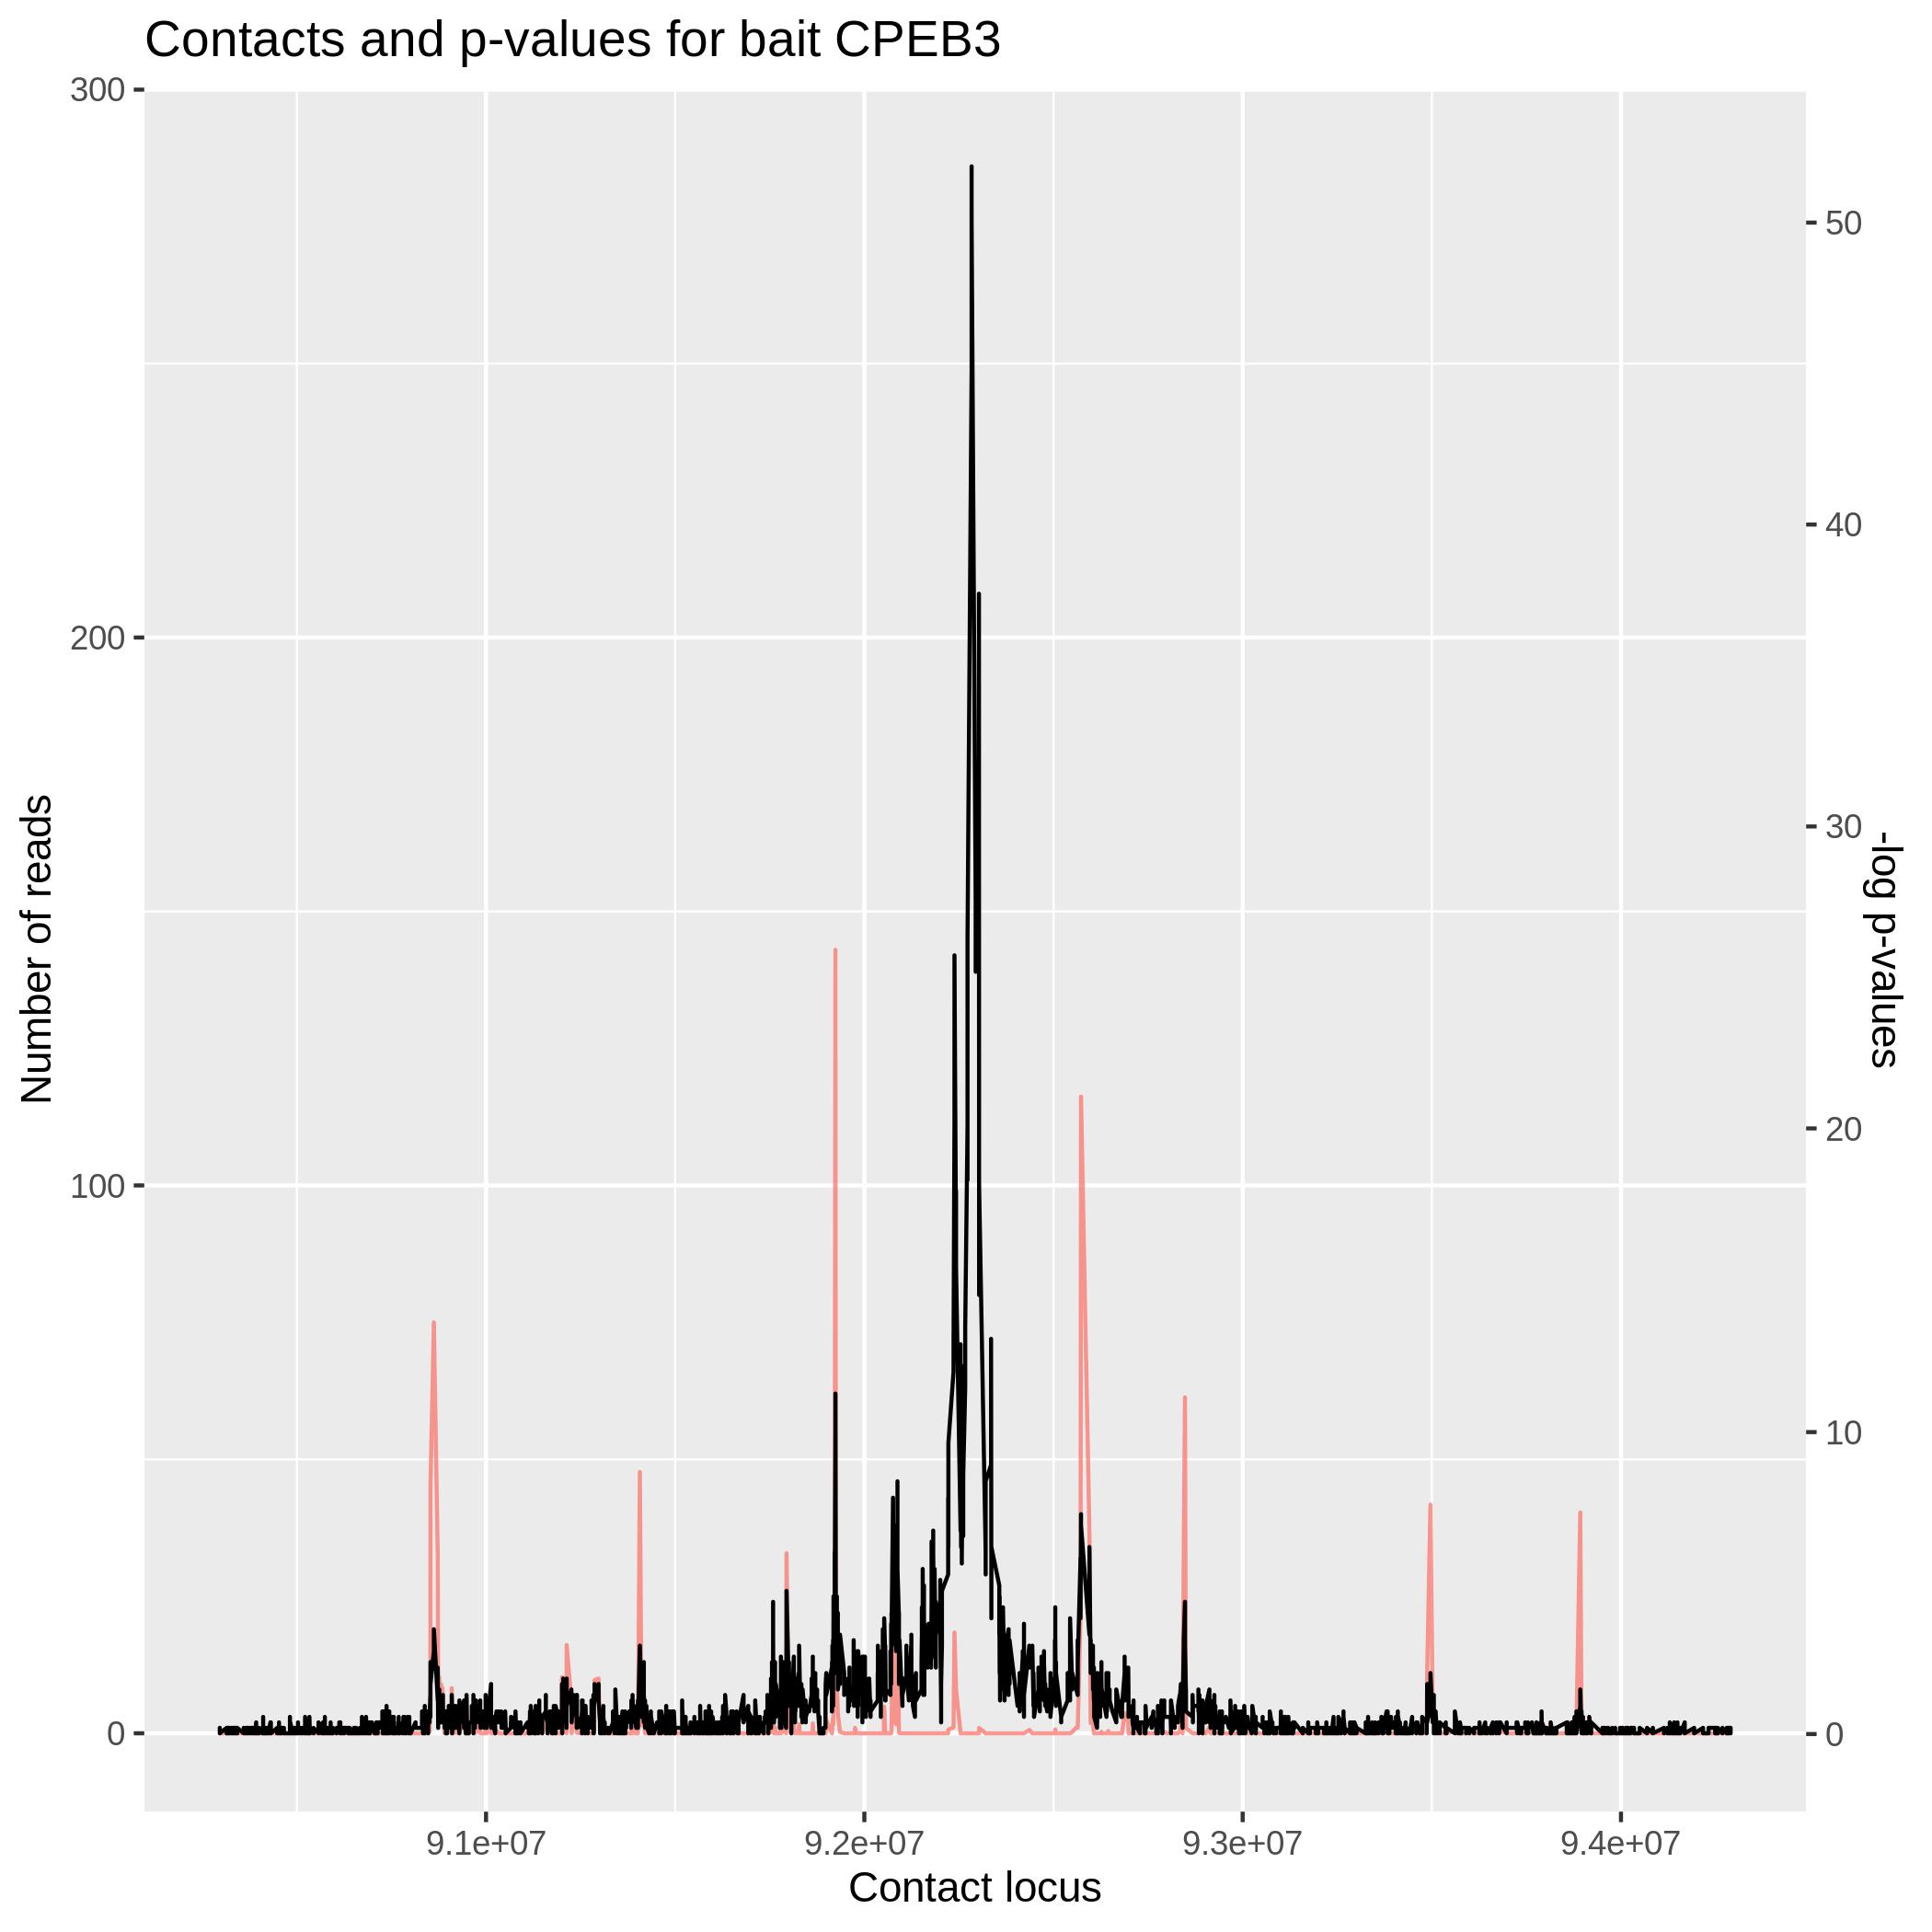 Contacts and p-values for bait CPEB3
300
200
100
0
Number of reads
50
40
30
20
10
0
-log p-values
9.1e+07
9.2e+07
9.3e+07
9.4e+07
Contact locus